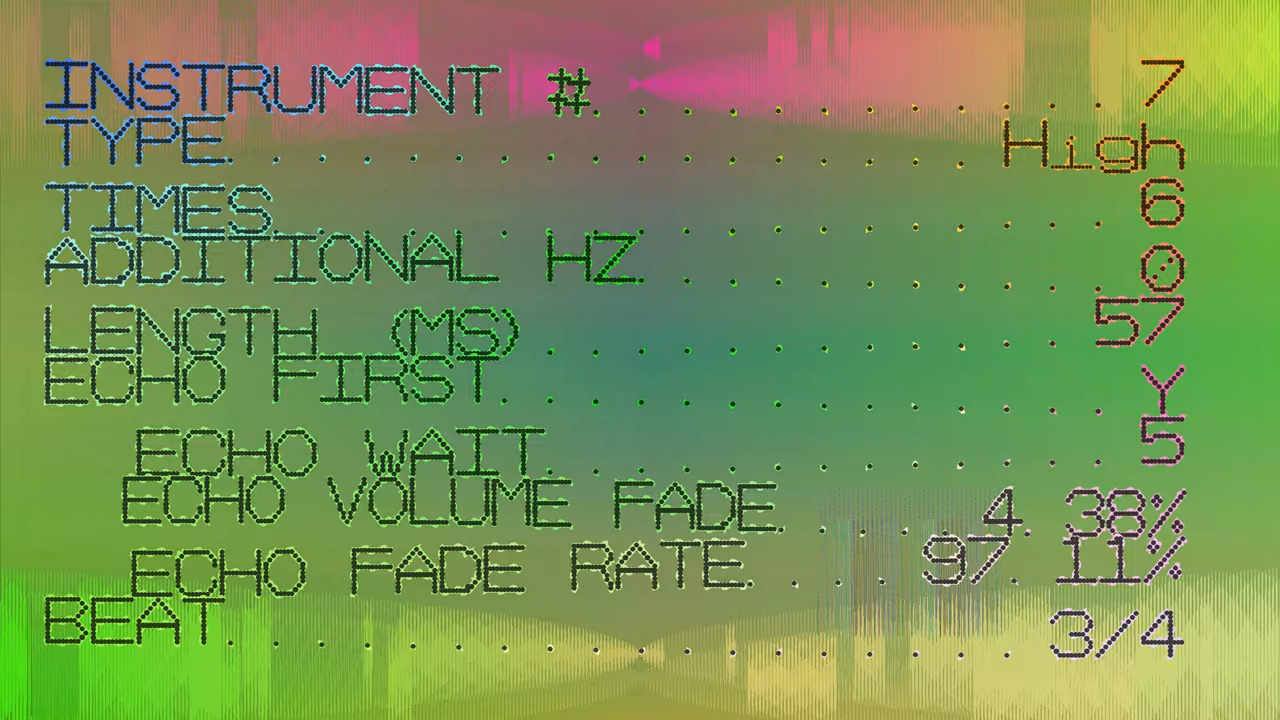 INSTRUMENT #. . . . . . . . . . . . 7
TYPE. . . . . . . . . . . . . . . . . High
TIMES. . . . . . . . . . . . . . . . . . . 6
ADDITIONAL HZ. . . . . . . . . . . 0
LENGTH (MS). . . . . . . . . . . . 57
ECHO FIRST. . . . . . . . . . . . . . Y
ECHO WAIT. . . . . . . . . . . . . 5
ECHO VOLUME FADE. . . . . 4. 38%
ECHO FADE RATE. . . . 97. 11%
BEAT. . . . . . . . . . . . . . . . . . 3/4